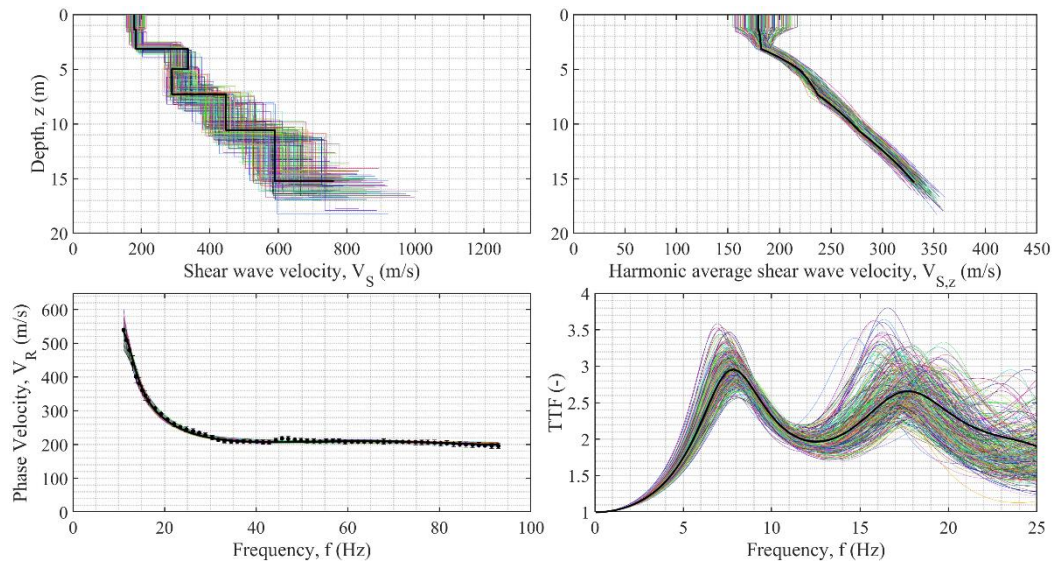 0
5
10
15
20
Depth, z (m)
0 200 400 600 800 1000 1200
Shear wave velocity, V_S (m/s)
0
5
10
15
20
0 50 100 150 200 250 300 350 400 450
Harmonic average shear wave velocity, V_S,z (m/s)
600
500
400
300
200
100
0
Phase Velocity, V_R (m/s)
0 20 40 60 80 100
Frequency, f (Hz)
4
3.5
3
2.5
2
1.5
1
TTF (-)
0 5 10 15 20 25
Frequency, f (Hz)